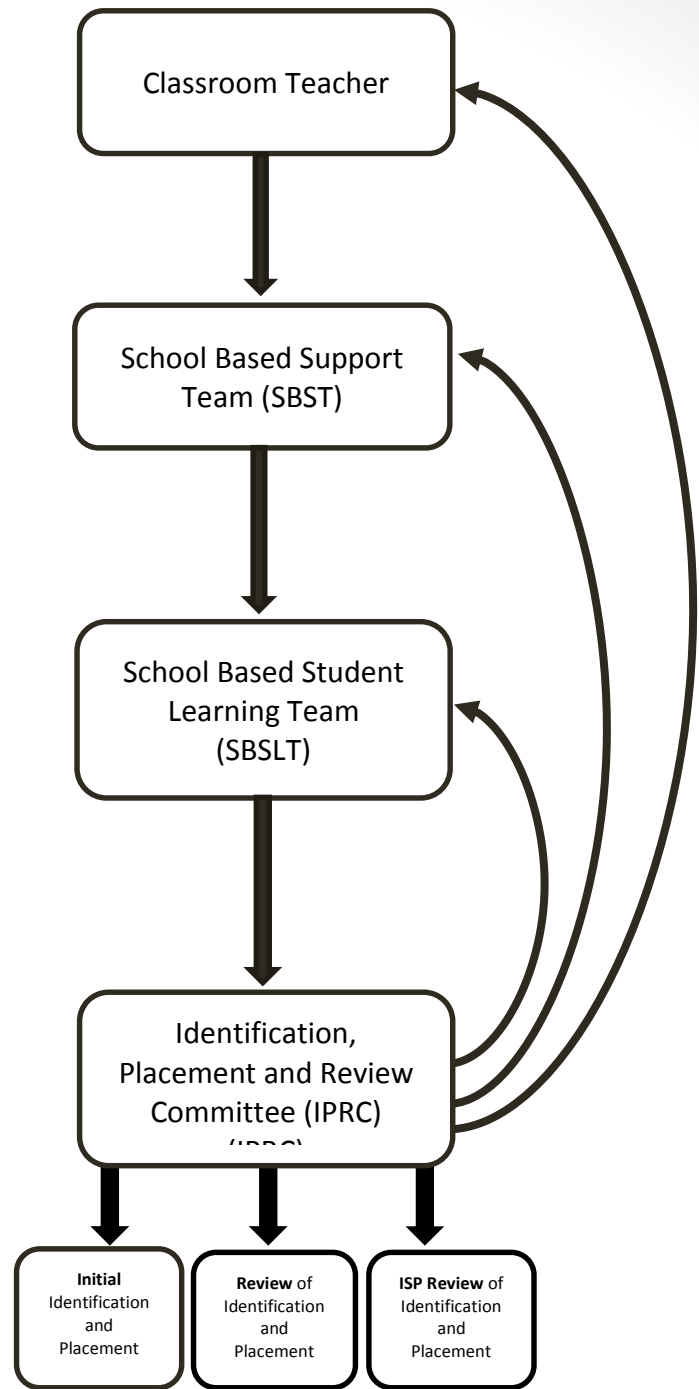 Classroom Teacher
School Based Support
Team (SBST)
School Based Student
Learning Team
(SBSLT)
Identification,
Placement and Review
Committee (IPRC)
(IPRC)
Initial
Identification
and
Placement
Review of
Identification
and
Placement
ISP Review of
Identification
and
Placement